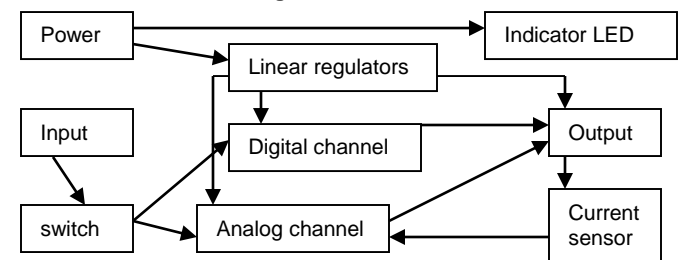 Power
Indicator LED
Linear regulators
Input
Digital channel
Output
switch
Analog channel
Current
sensor